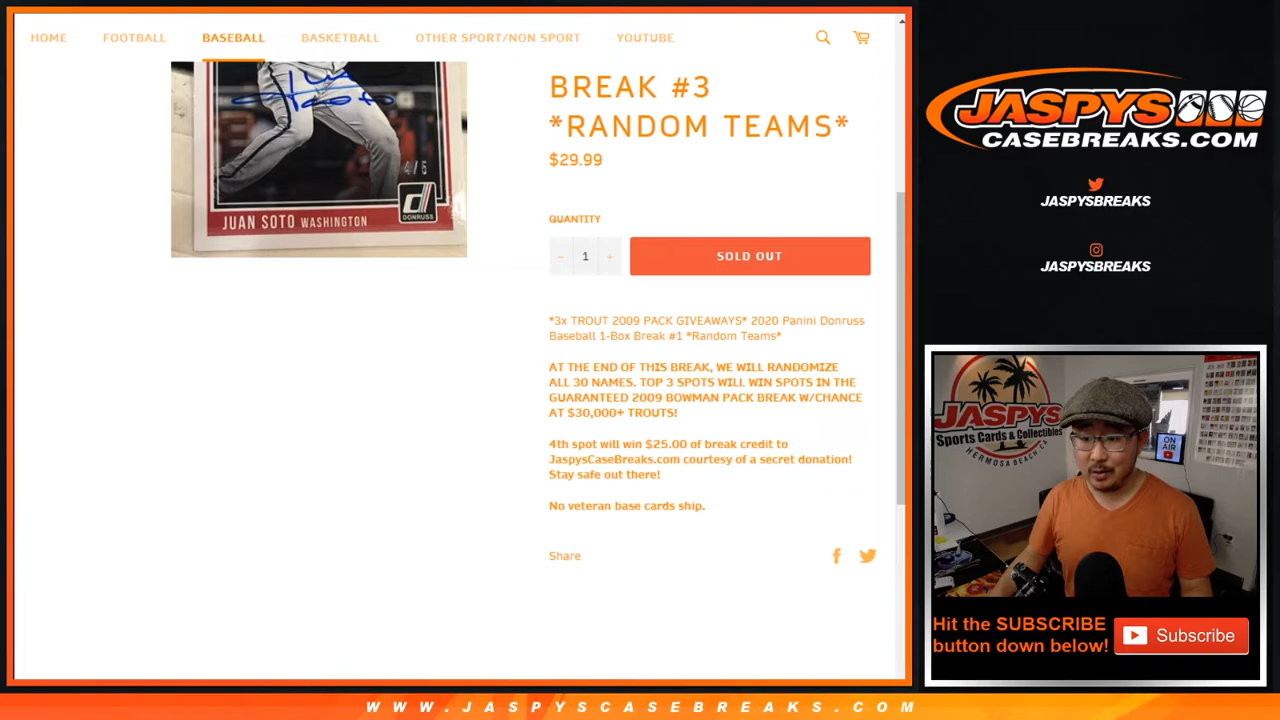 HOME FOOTBALL BASEBALL BASKETBALL OTHER SPORT/NON SPORT YOUTUBE
BREAK #3
*RANDOM TEAMS*
$29.99
QUANTITY
− 1 + SOLD OUT
4/5
JUAN SOTO WASHINGTON
d
DONRUSS
*3x TROUT 2009 PACK GIVEAWAYS* 2020 Panini Donruss
Baseball 1-Box Break #1 *Random Teams*
AT THE END OF THIS BREAK, WE WILL RANDOMIZE
ALL 30 NAMES. TOP 3 SPOTS WILL WIN SPOTS IN THE
GUARANTEED 2009 BOWMAN PACK BREAK W/CHANCE
AT $30,000+ TROUTS!
4th spot will win $25.00 of break credit to
JaspysCaseBreaks.com courtesy of a secret donation!
Stay safe out there!
No veteran base cards ship.
Share
JASPYS
CASEBREAKS.COM
JASPYSBREAKS
JASPYSBREAKS
JASPYS
Sports Cards & Collectibles
HERMOSA BEACH, CA
ON
AIR
Hit the SUBSCRIBE
button down below!
Subscribe
WWW.JASPYSCASEBREAKS.COM